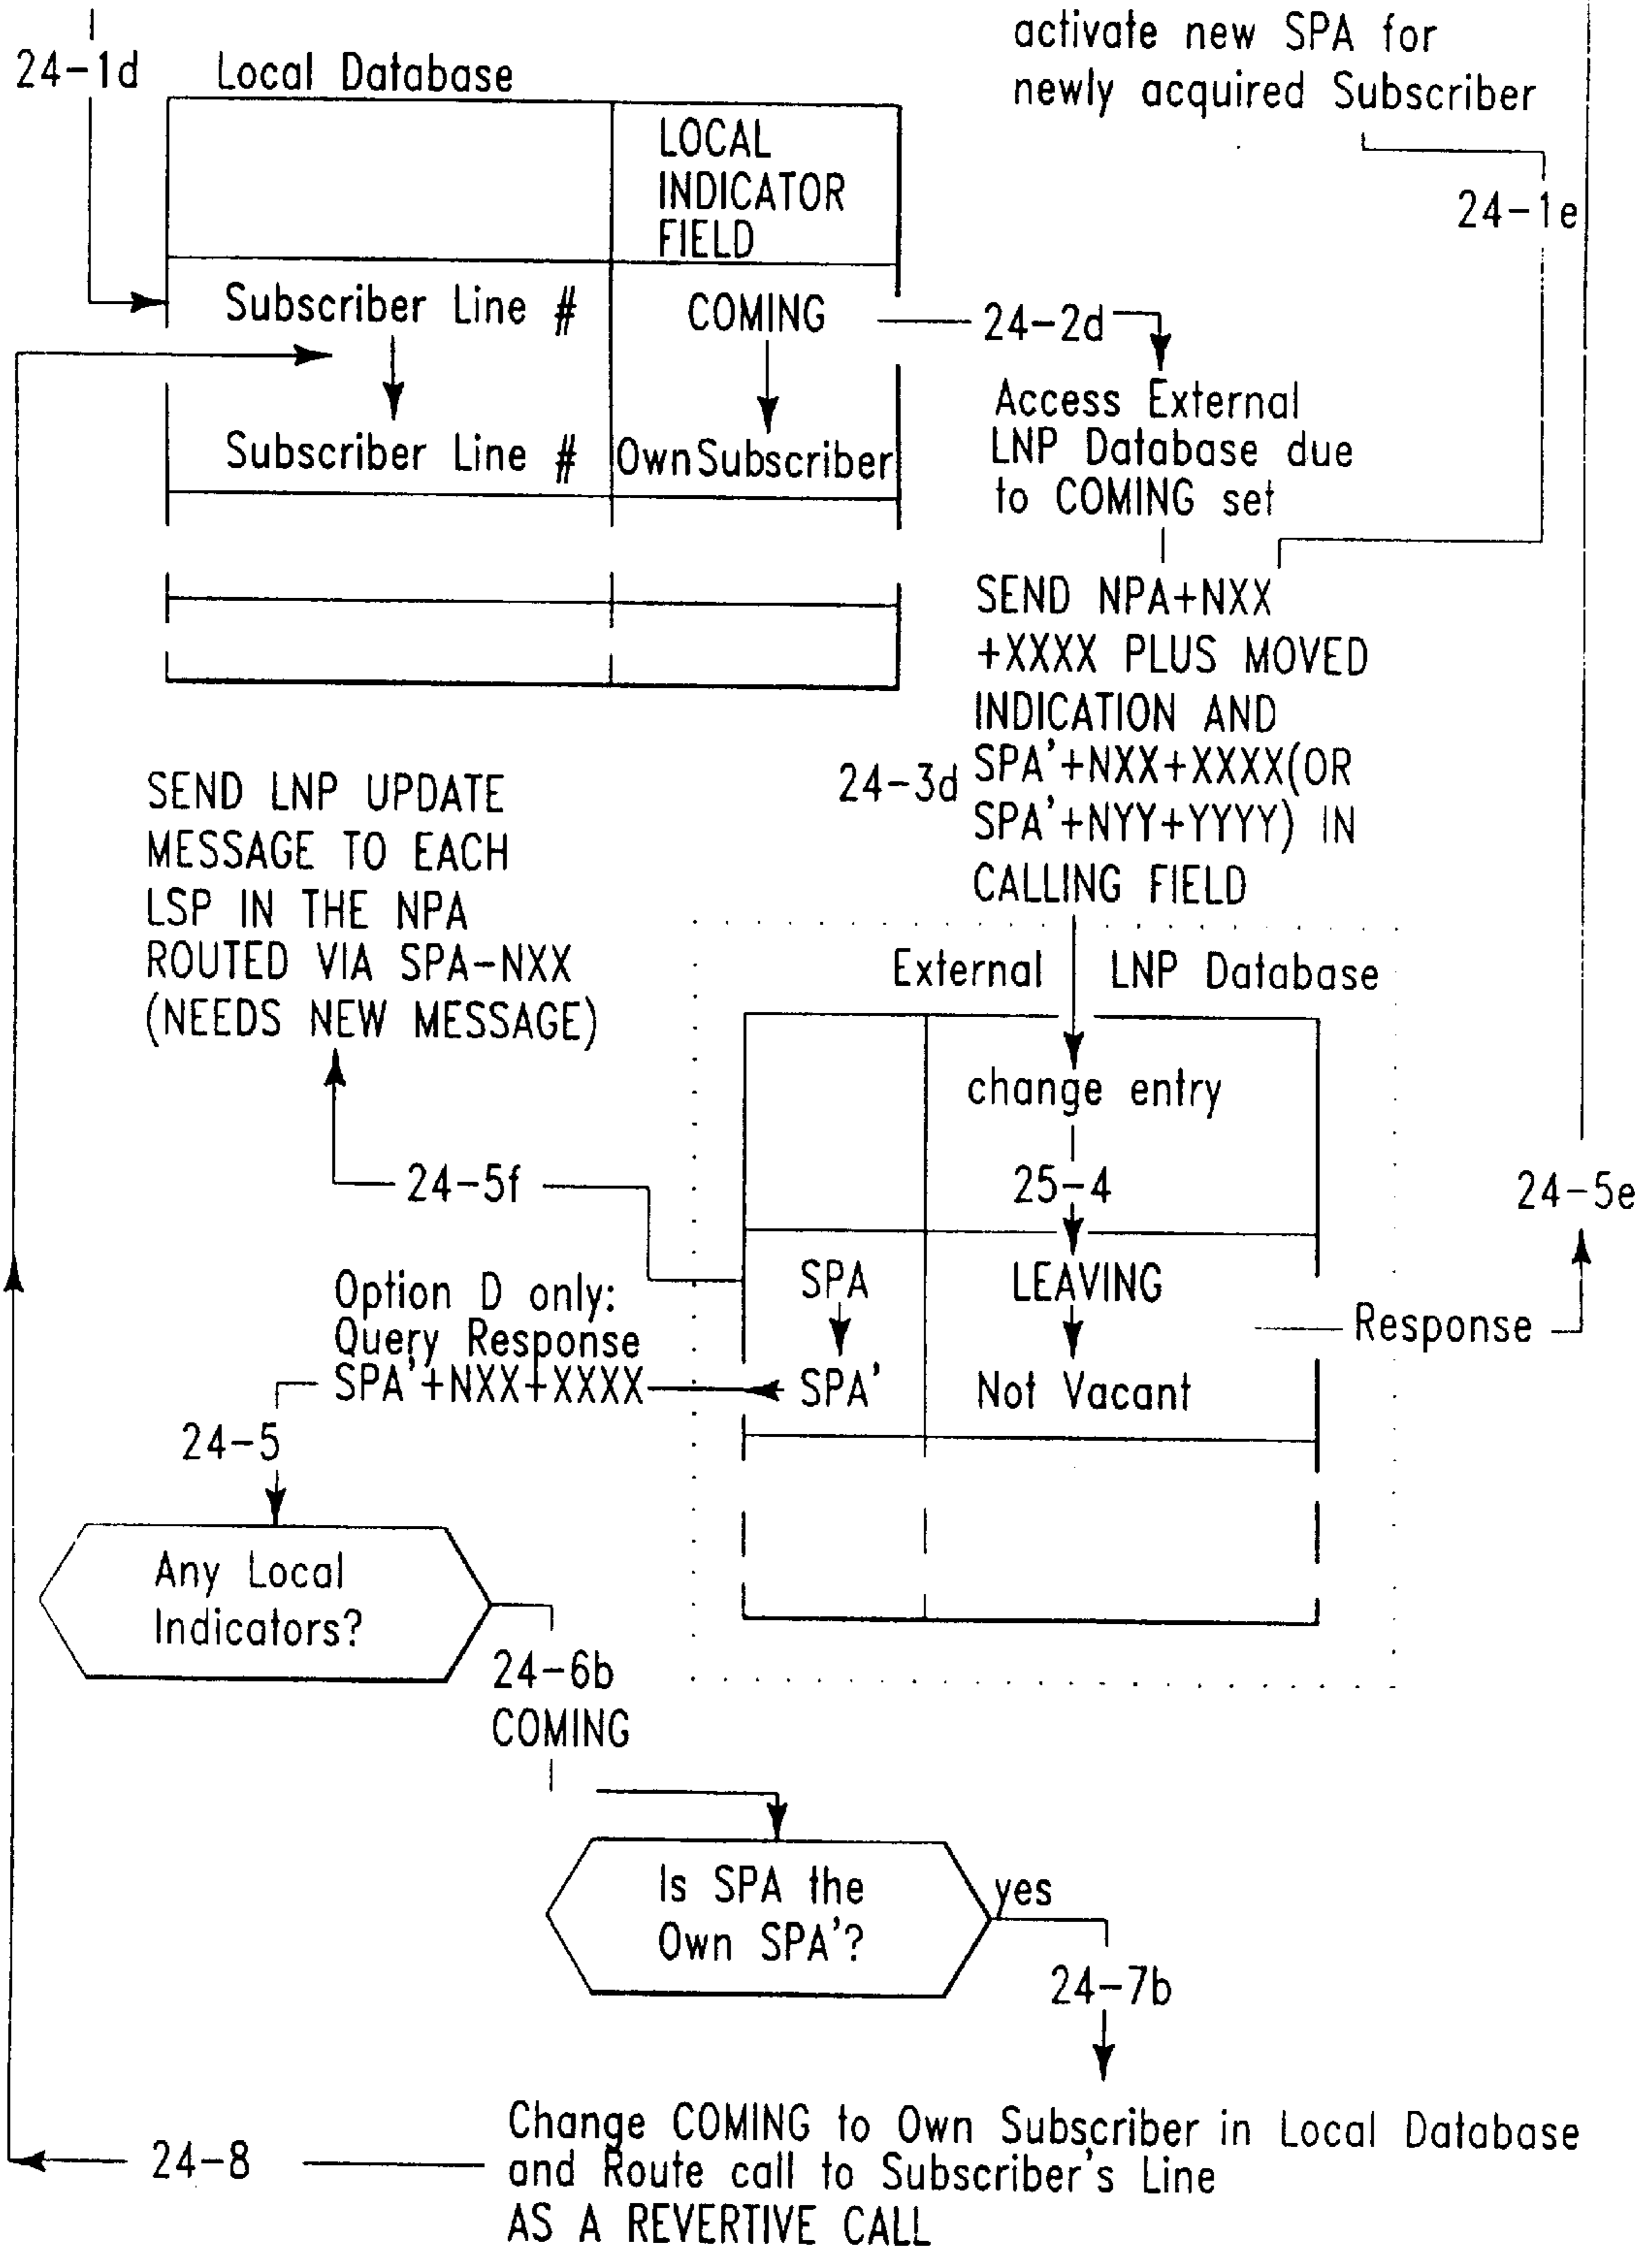 activate new SPA for
newly acquired Subscriber
24-1d
Local Database
24-1e
LOCAL
INDICATOR
FIELD
Subscriber Line #
COMING
24-2d
Subscriber Line #
Own Subscriber
Access External
LNP Database due
to COMING set
SEND NPA+NXX
+XXXX PLUS MOVED
INDICATION AND
SPA'+NXX+XXXX(OR
SPA'+NYY+YYYY) IN
CALLING FIELD
24-3d
SEND LNP UPDATE
MESSAGE TO EACH
LSP IN THE NPA
ROUTED VIA SPA-NXX
(NEEDS NEW MESSAGE)
External LNP Database
change entry
25-4
24-5f
24-5e
SPA
LEAVING
Response
SPA'
Not Vacant
Option D only:
Query Response
SPA'+NXX+XXXX
24-5
Any Local
Indicators?
24-6b
COMING
Is SPA the
Own SPA'?
yes
24-7b
Change COMING to Own Subscriber in Local Database
and Route call to Subscriber's Line
AS A REVERTIVE CALL
24-8